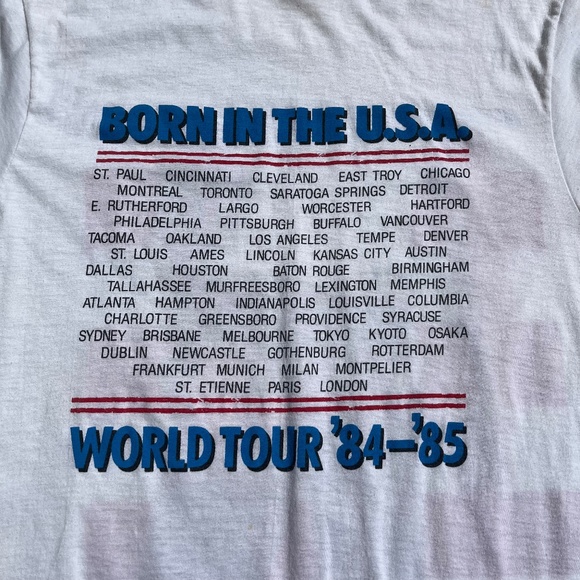 BORN IN THE U.S.A.
ST. PAUL CINCINNATI CLEVELAND EAST TROY CHICAGO
MONTREAL TORONTO SARATOGA SPRINGS DETROIT
E. RUTHERFORD LARGO WORCESTER HARTFORD
PHILADELPHIA PITTSBURGH BUFFALO VANCOUVER
TACOMA OAKLAND LOS ANGELES TEMPE DENVER
ST. LOUIS AMES LINCOLN KANSAS CITY AUSTIN
DALLAS HOUSTON BATON ROUGE BIRMINGHAM
TALLAHASSEE MURFREESBORO LEXINGTON MEMPHIS
ATLANTA HAMPTON INDIANAPOLIS LOUISVILLE COLUMBIA
CHARLOTTE GREENSBORO PROVIDENCE SYRACUSE
SYDNEY BRISBANE MELBOURNE TOKYO KYOTO OSAKA
DUBLIN NEWCASTLE GOTHENBURG ROTTERDAM
FRANKFURT MUNICH MILAN MONTPELIER
ST. ETIENNE PARIS LONDON
WORLD TOUR '84-'85